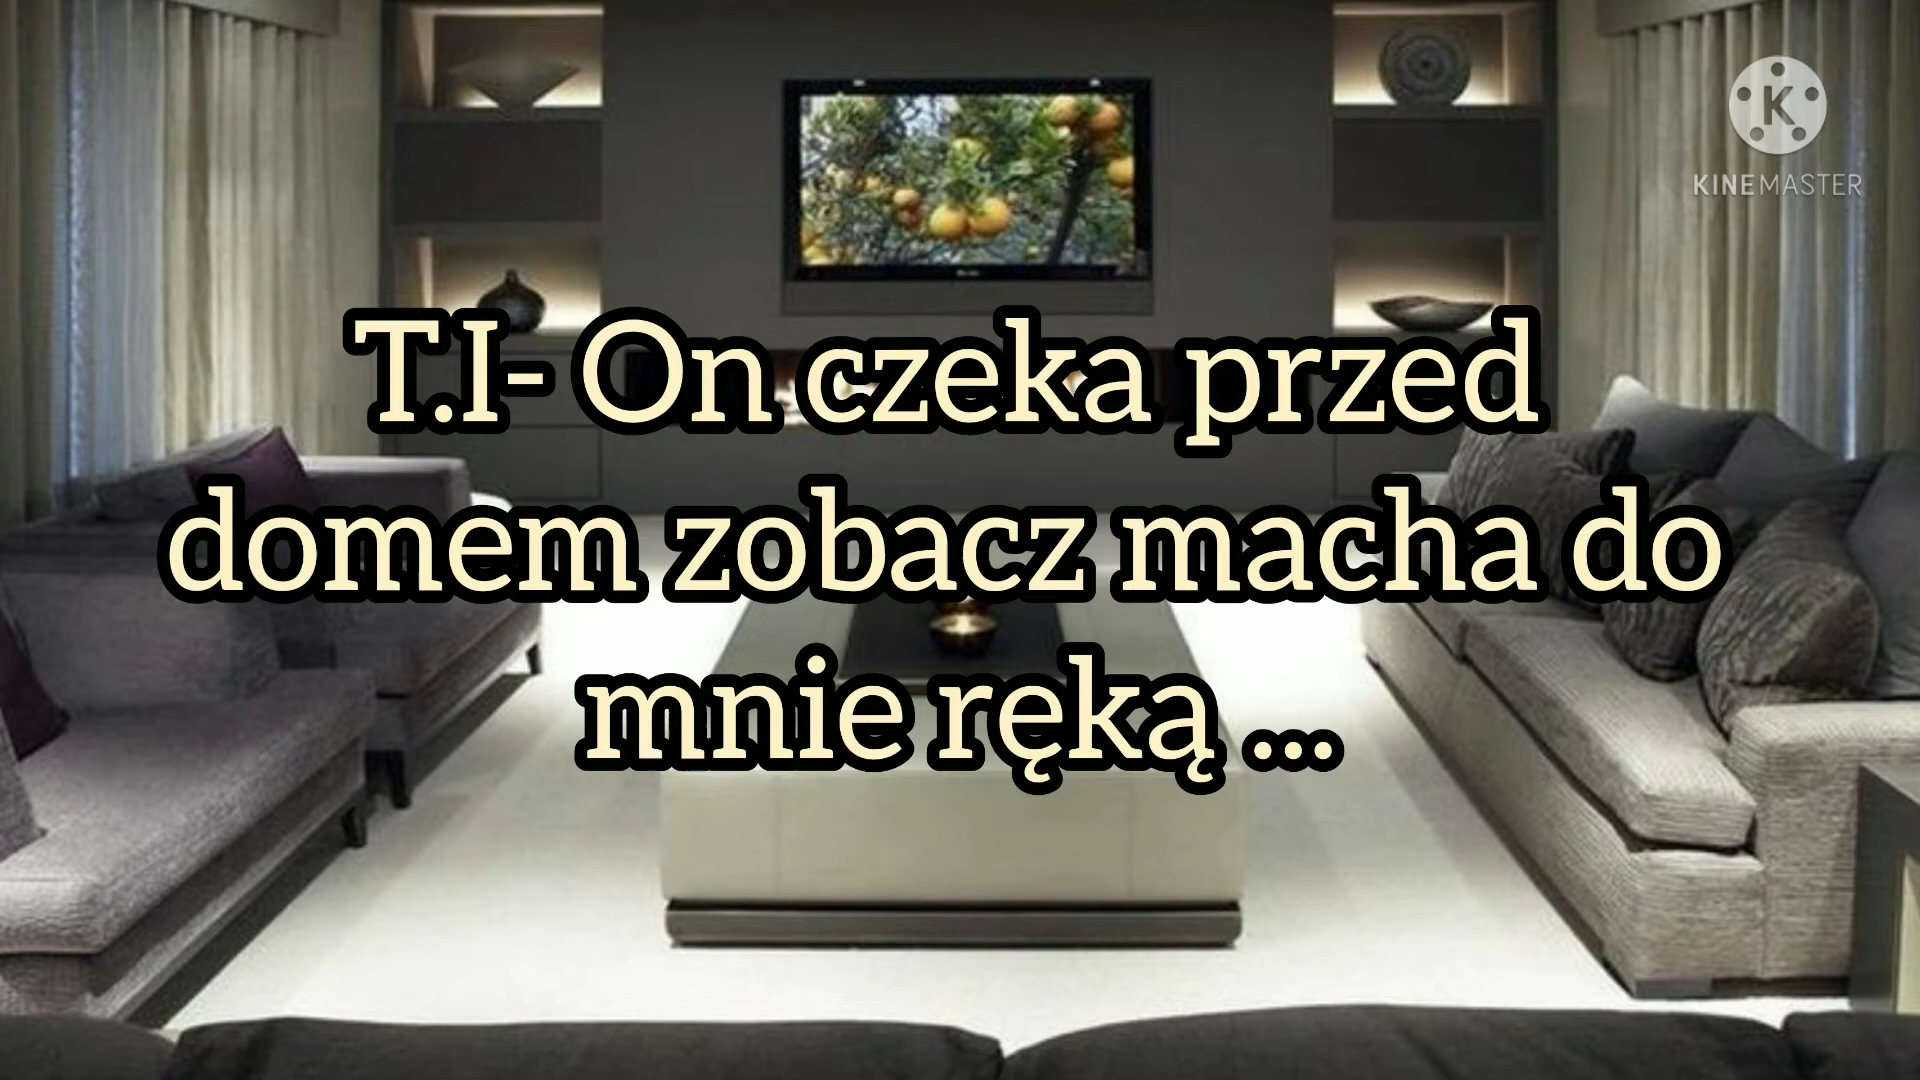 KINEMASTER
T.I- On czeka przed
domem zobacz macha do
mnie ręką ...